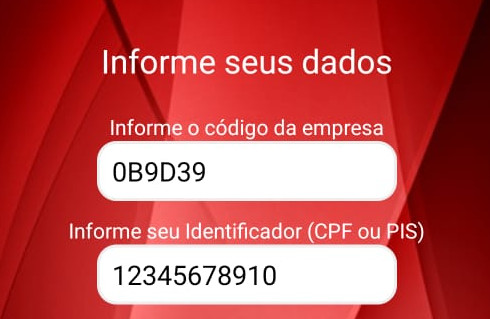 Informe seus dados
Informe o código da empresa
0B9D39
Informe seu Identificador (CPF ou PIS)
12345678910